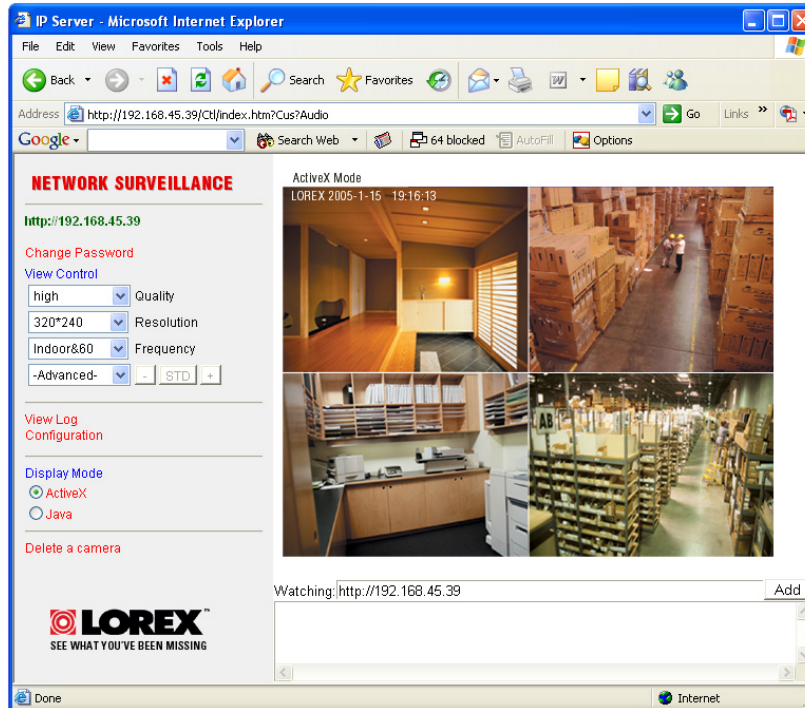 IP Server - Microsoft Internet Explorer
File Edit View Favorites Tools Help
Back Search Favorites
Address http://192.168.45.39/Ctl/index.htm?Cus?Audio Go Links »
Google Search Web 64 blocked AutoFill Options
NETWORK SURVEILLANCE
http://192.168.45.39
Change Password
View Control
high Quality
320*240 Resolution
Indoor&60 Frequency
-Advanced- - STD +
View Log
Configuration
Display Mode
ActiveX
Java
Delete a camera
LOREX™
SEE WHAT YOU'VE BEEN MISSING
ActiveX Mode
LOREX 2005-1-15 19:16:13
AB
Watching: http://192.168.45.39 Add
Done Internet